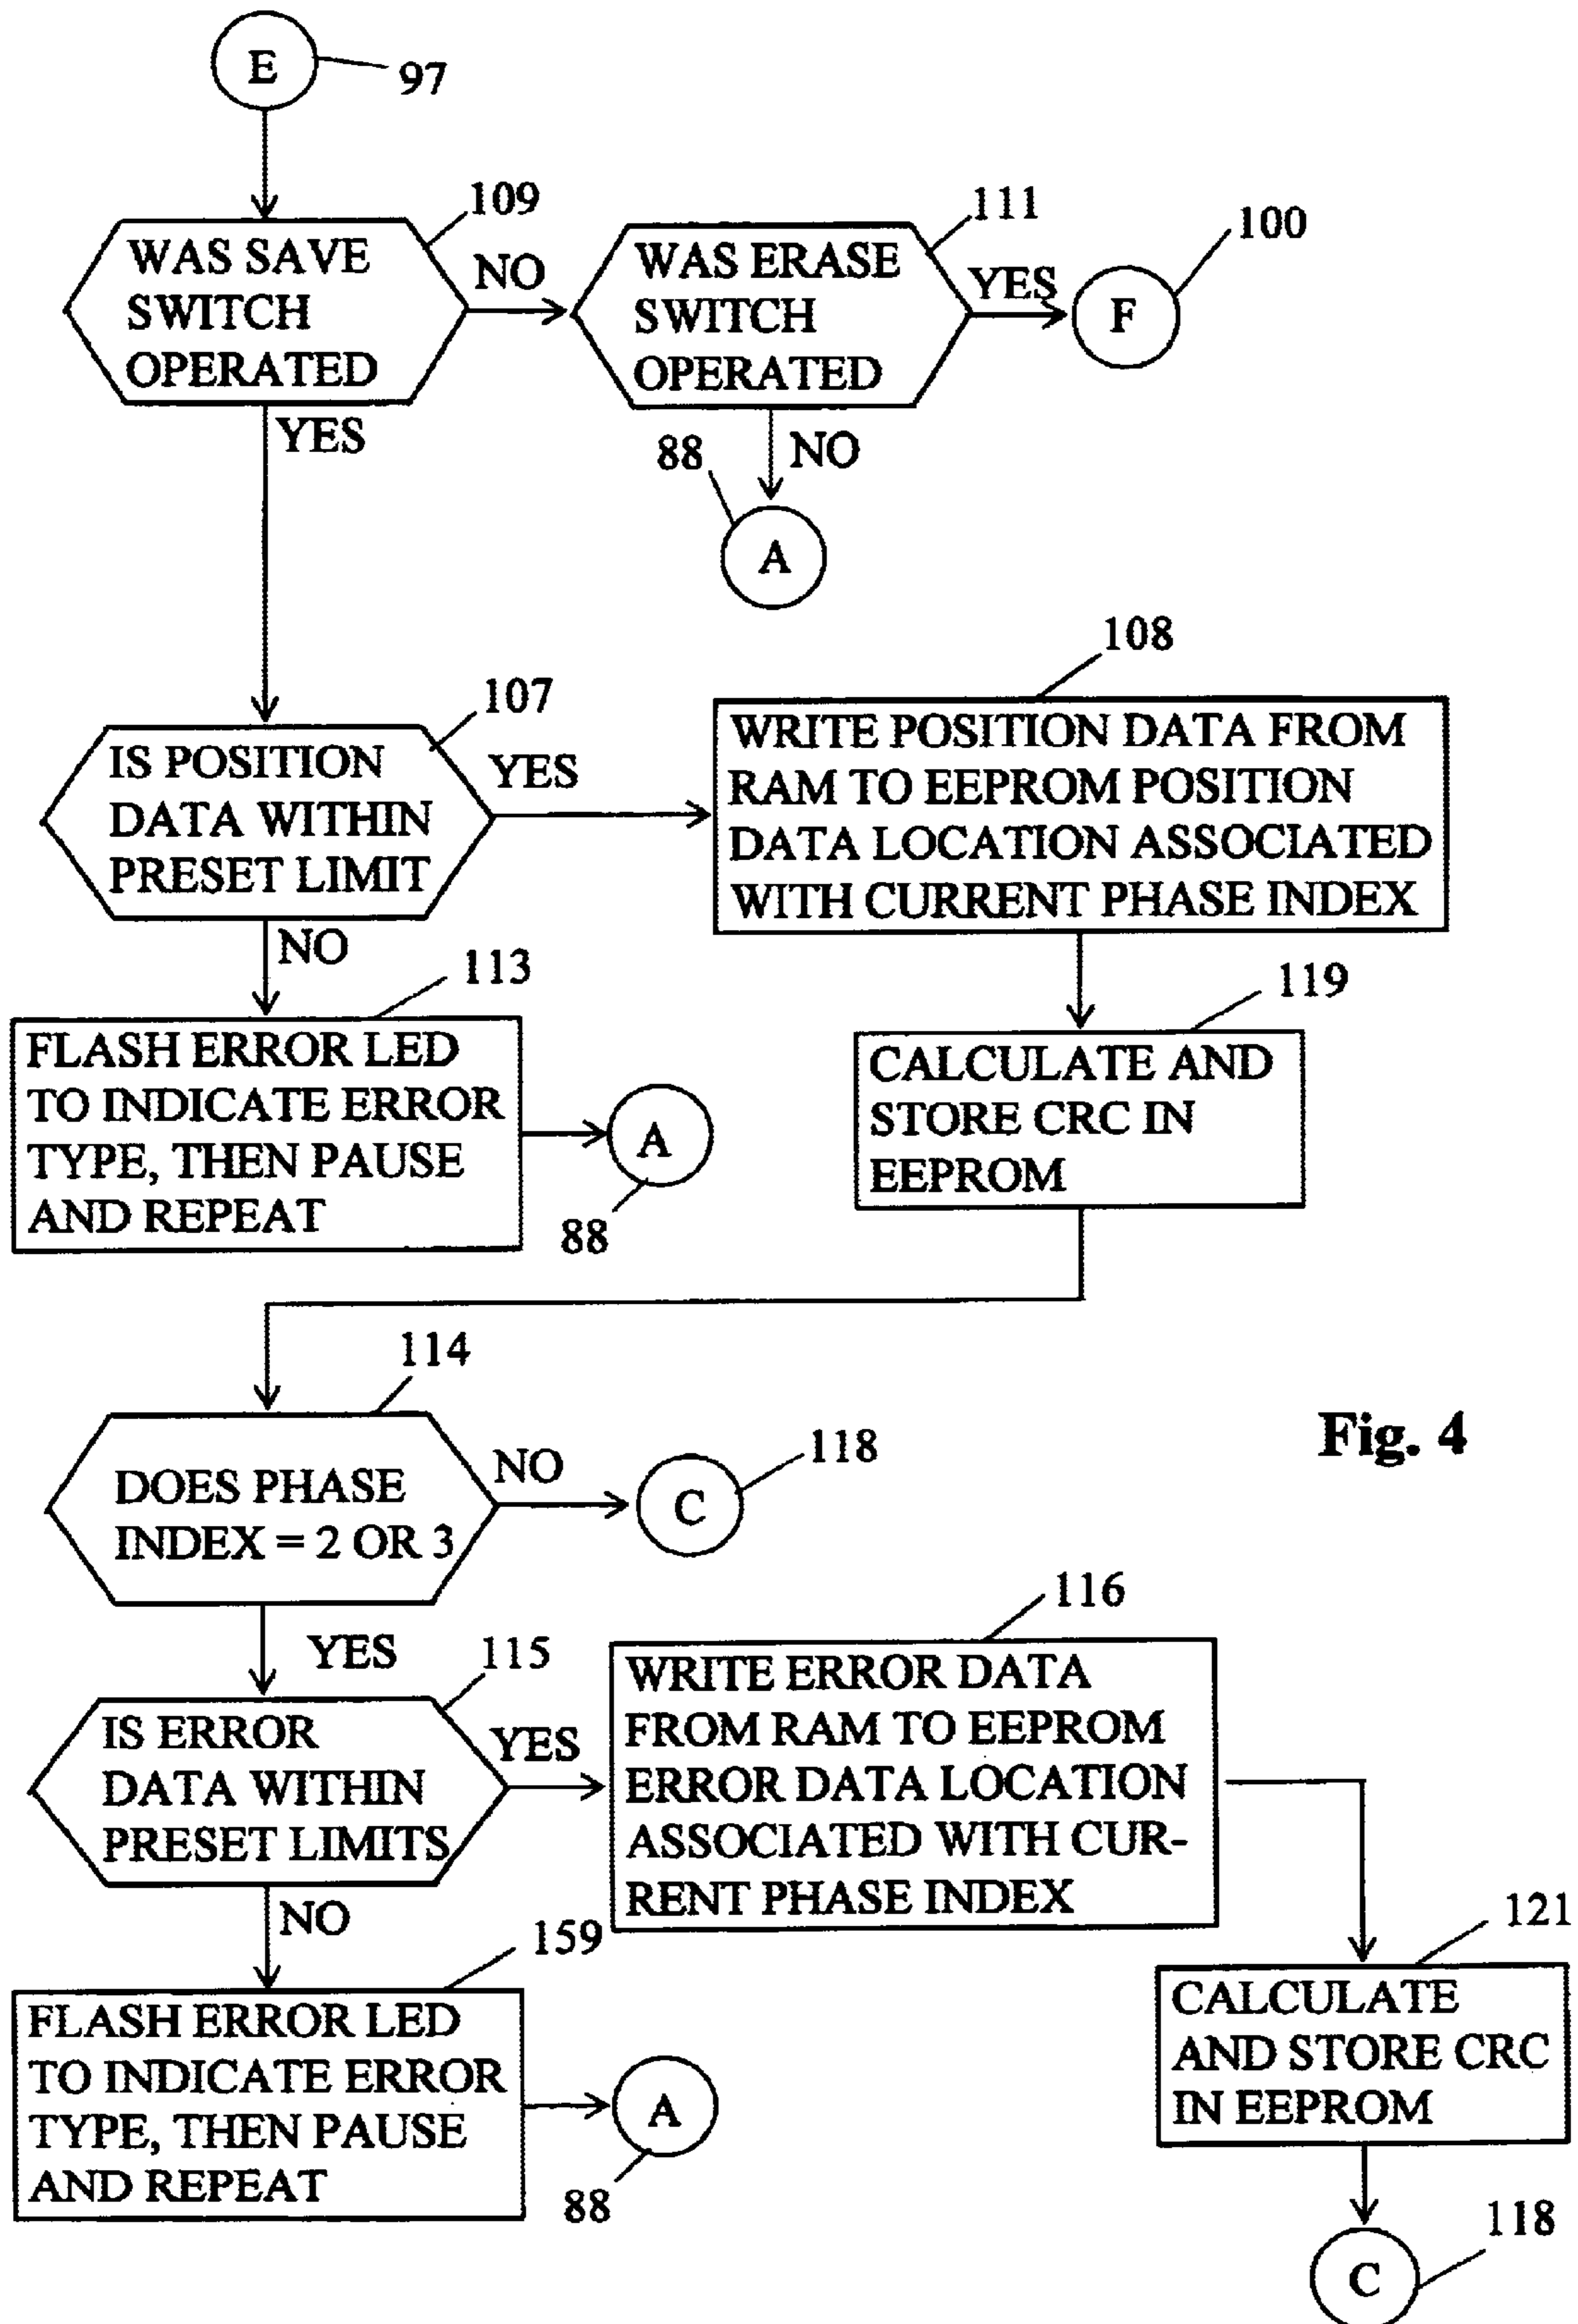 E
97
109
WAS SAVE
SWITCH
OPERATED
NO
YES
111
WAS ERASE
SWITCH
OPERATED
YES
100
F
NO
88
A
107
IS POSITION
DATA WITHIN
PRESET LIMIT
YES
NO
108
WRITE POSITION DATA FROM
RAM TO EEPROM POSITION
DATA LOCATION ASSOCIATED
WITH CURRENT PHASE INDEX
113
FLASH ERROR LED
TO INDICATE ERROR
TYPE, THEN PAUSE
AND REPEAT
A
88
119
CALCULATE AND
STORE CRC IN
EEPROM
114
DOES PHASE
INDEX = 2 OR 3
NO
118
C
Fig. 4
YES
115
IS ERROR
DATA WITHIN
PRESET LIMITS
YES
NO
116
WRITE ERROR DATA
FROM RAM TO EEPROM
ERROR DATA LOCATION
ASSOCIATED WITH CUR-
RENT PHASE INDEX
159
FLASH ERROR LED
TO INDICATE ERROR
TYPE, THEN PAUSE
AND REPEAT
A
88
121
CALCULATE
AND STORE CRC
IN EEPROM
118
C